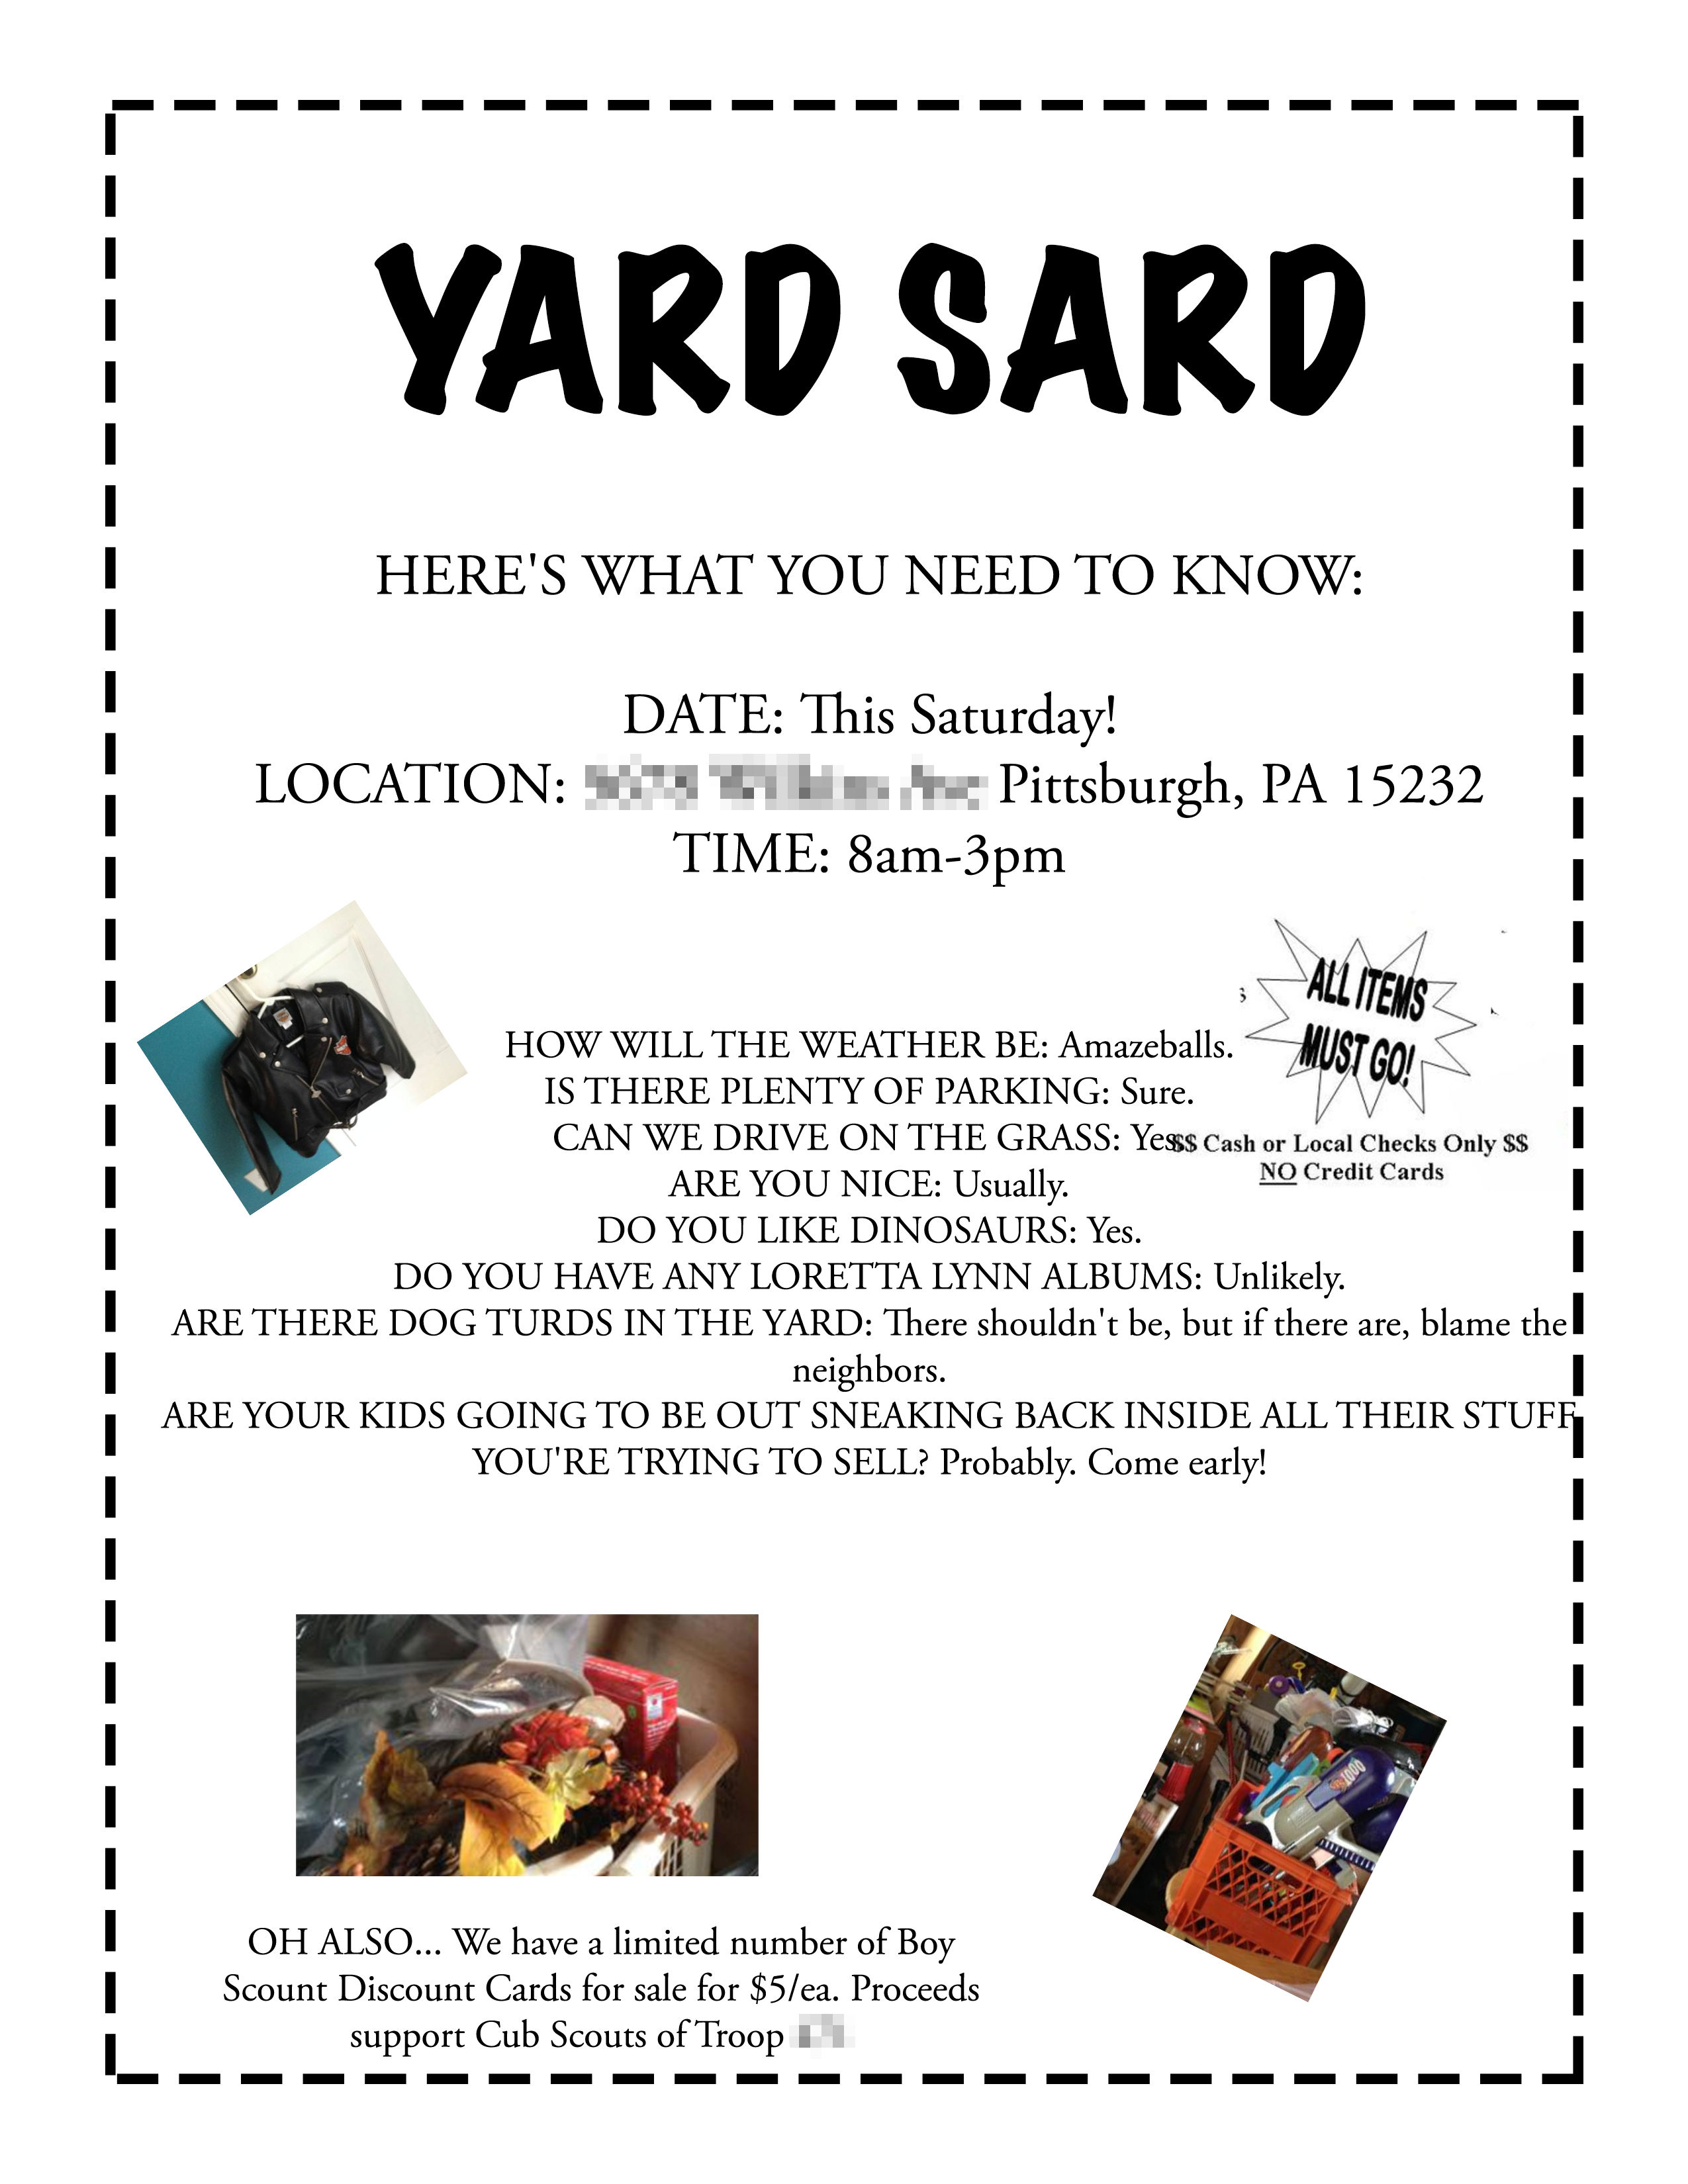 YARD SARD
HERE'S WHAT YOU NEED TO KNOW:
DATE: This Saturday!
LOCATION: Pittsburgh, PA 15232
TIME: 8am-3pm
ALL ITEMS
MUST GO!
$$ Cash or Local Checks Only $$
NO Credit Cards
HOW WILL THE WEATHER BE: Amazeballs.
IS THERE PLENTY OF PARKING: Sure.
CAN WE DRIVE ON THE GRASS: Yes
ARE YOU NICE: Usually.
DO YOU LIKE DINOSAURS: Yes.
DO YOU HAVE ANY LORETTA LYNN ALBUMS: Unlikely.
ARE THERE DOG TURDS IN THE YARD: There shouldn't be, but if there are, blame the
neighbors.
ARE YOUR KIDS GOING TO BE OUT SNEAKING BACK INSIDE ALL THEIR STUFF
YOU'RE TRYING TO SELL? Probably. Come early!
OH ALSO... We have a limited number of Boy
Scount Discount Cards for sale for $5/ea. Proceeds
support Cub Scouts of Troop